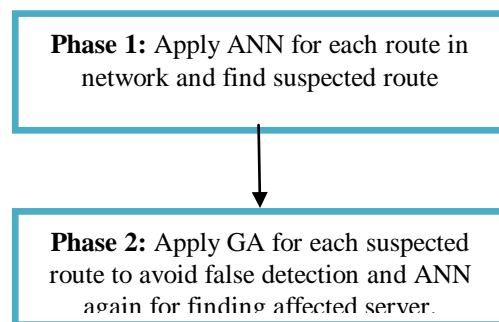 Phase 1: Apply ANN for each route in
network and find suspected route
Phase 2: Apply GA for each suspected
route to avoid false detection and ANN
again for finding affected server.